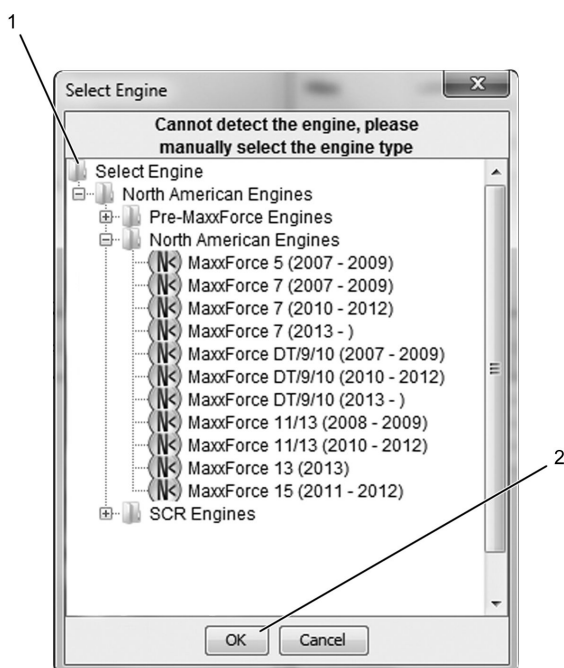 1
Select Engine
x
Cannot detect the engine, please
manually select the engine type
Select Engine
North American Engines
Pre-MaxxForce Engines
North American Engines
MaxxForce 5 (2007 - 2009)
MaxxForce 7 (2007 - 2009)
MaxxForce 7 (2010 - 2012)
MaxxForce 7 (2013 - )
MaxxForce DT/9/10 (2007 - 2009)
MaxxForce DT/9/10 (2010 - 2012)
MaxxForce DT/9/10 (2013 - )
MaxxForce 11/13 (2008 - 2009)
MaxxForce 11/13 (2010 - 2012)
MaxxForce 13 (2013)
MaxxForce 15 (2011 - 2012)
SCR Engines
2
OK Cancel